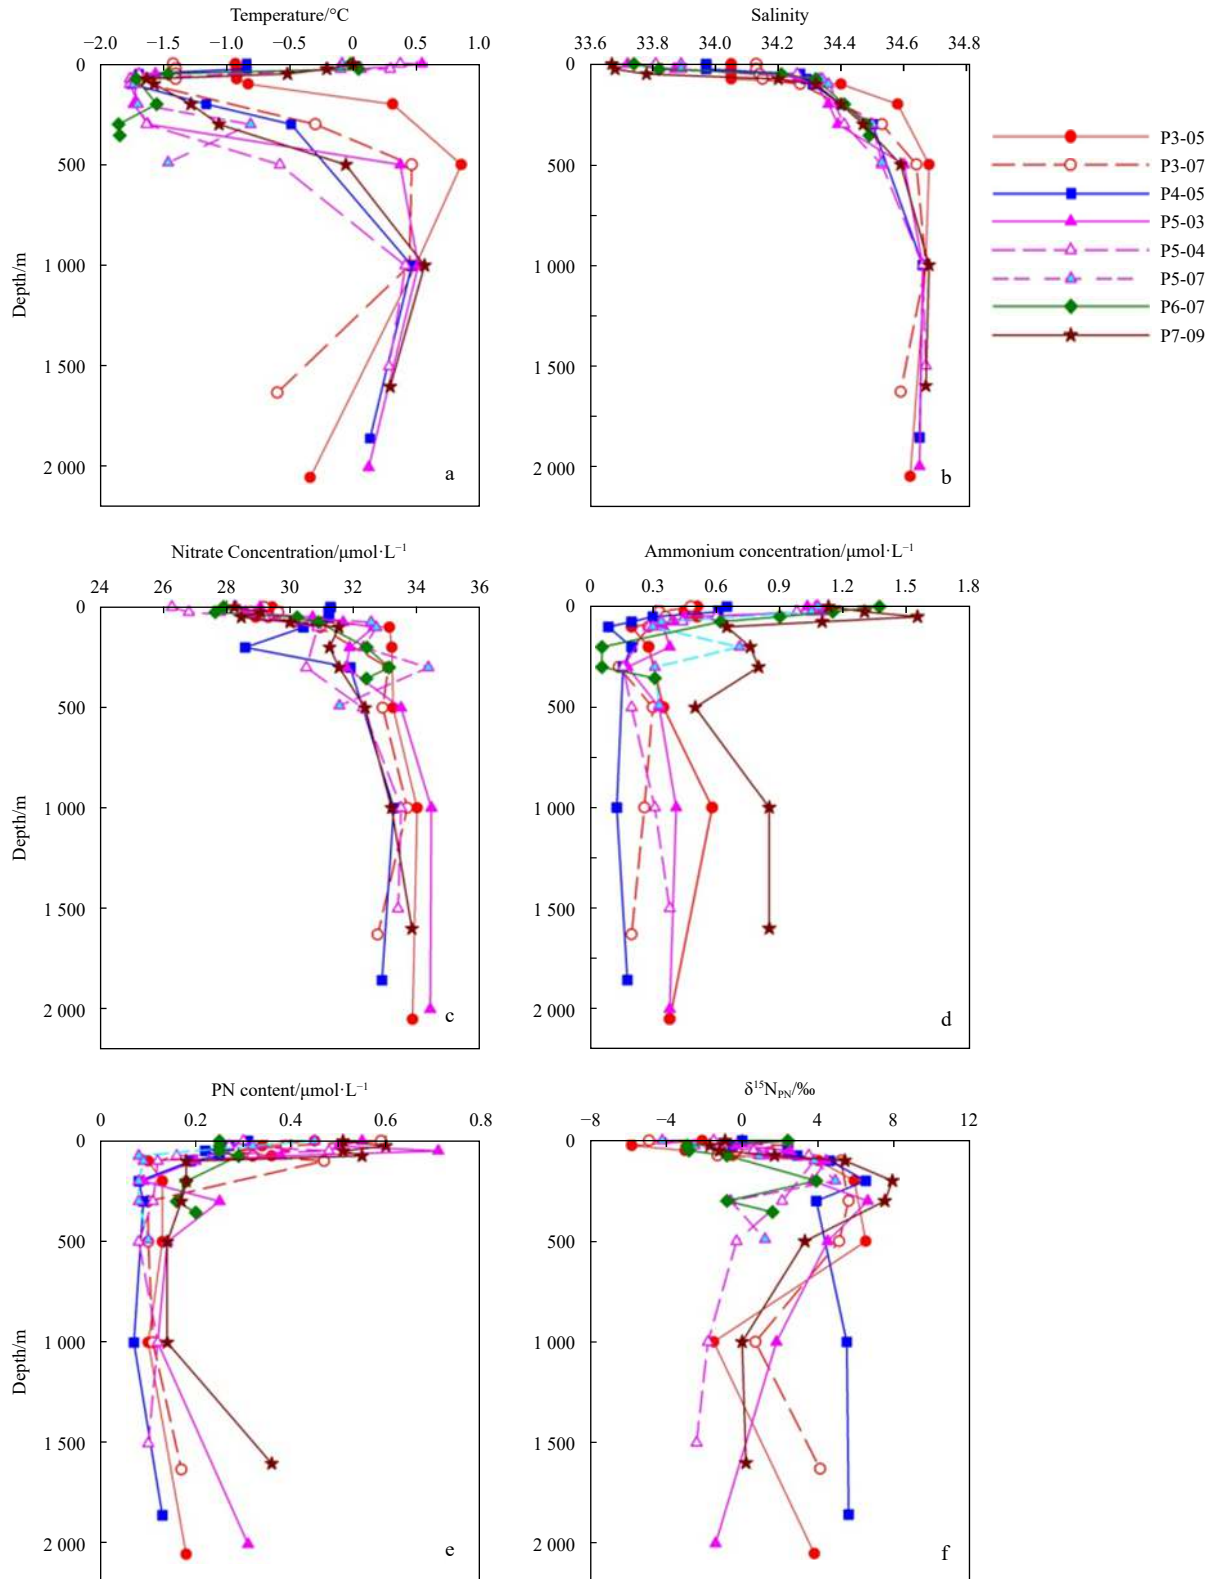 Temperature/°C
−2.0 −1.5 −1.0 −0.5 0 0.5 1.0
0
500
1 000
1 500
2 000
Depth/m
a
Salinity
33.6 33.8 34.0 34.2 34.4 34.6 34.8
0
500
1 000
1 500
2 000
b
P3-05
P3-07
P4-05
P5-03
P5-04
P5-07
P6-07
P7-09
Nitrate Concentration/μmol·L⁻¹
24 26 28 30 32 34 36
0
500
1 000
1 500
2 000
Depth/m
c
Ammonium concentration/μmol·L⁻¹
0 0.3 0.6 0.9 1.2 1.5 1.8
0
500
1 000
1 500
2 000
d
PN content/μmol·L⁻¹
0 0.2 0.4 0.6 0.8
0
500
1 000
1 500
2 000
Depth/m
e
δ¹⁵N_PN/‰
−8 −4 0 4 8 12
0
500
1 000
1 500
2 000
f